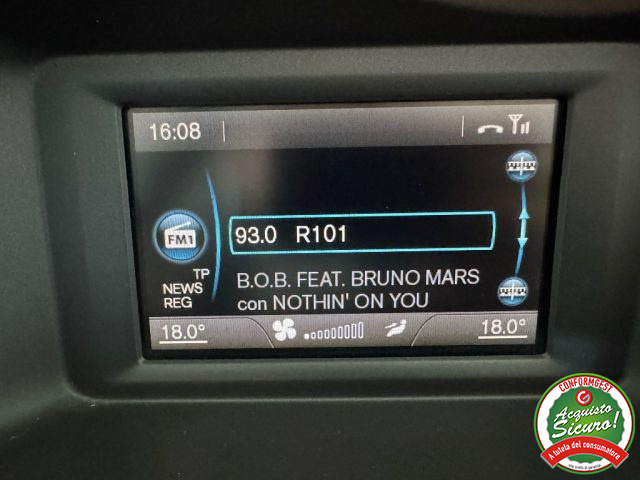 16:08
FM1
93.0 R101
TP
NEWS
REG
B.O.B. FEAT. BRUNO MARS
con NOTHIN' ON YOU
18.0°
18.0°
CONFORMGEST
Acquisto
Sicuro!
A tutela del consumatore